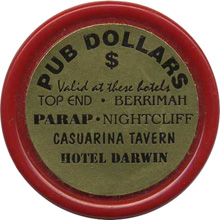 PUB DOLLARS
$
Valid at these hotels
TOP END • BERRIMAH
PARAP • NIGHTCLIFF
CASUARINA TAVERN
HOTEL DARWIN